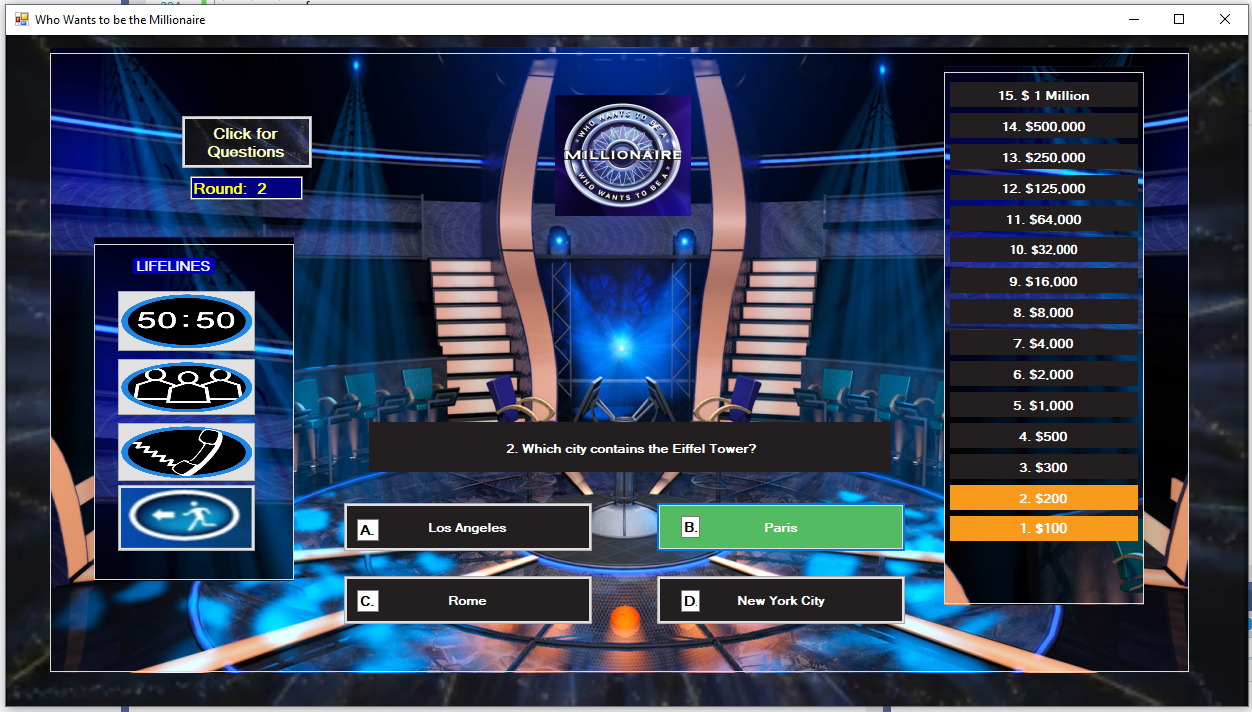 Who Wants to be the Millionaire
Click for
Questions
Round: 2
WHO WANTS TO BE A
MILLIONAIRE
WHO WANTS TO BE A
LIFELINES
50:50
2. Which city contains the Eiffel Tower?
A. Los Angeles
B. Paris
C. Rome
D. New York City
15. $ 1 Million
14. $500,000
13. $250,000
12. $125,000
11. $64,000
10. $32,000
9. $16,000
8. $8,000
7. $4,000
6. $2,000
5. $1,000
4. $500
3. $300
2. $200
1. $100